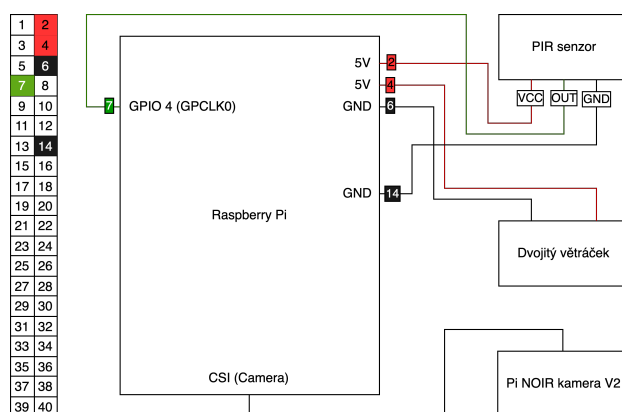 1 2
3 4
5 6
7 8
9 10
11 12
13 14
15 16
17 18
19 20
21 22
23 24
25 26
27 28
29 30
31 32
33 34
35 36
37 38
39 40
5V 2
5V 4
7 GPIO 4 (GPCLK0)
GND 6
GND 14
Raspberry Pi
CSI (Camera)
PIR senzor
VCC OUT GND
Dvojitý větráček
Pi NOIR kamera V2